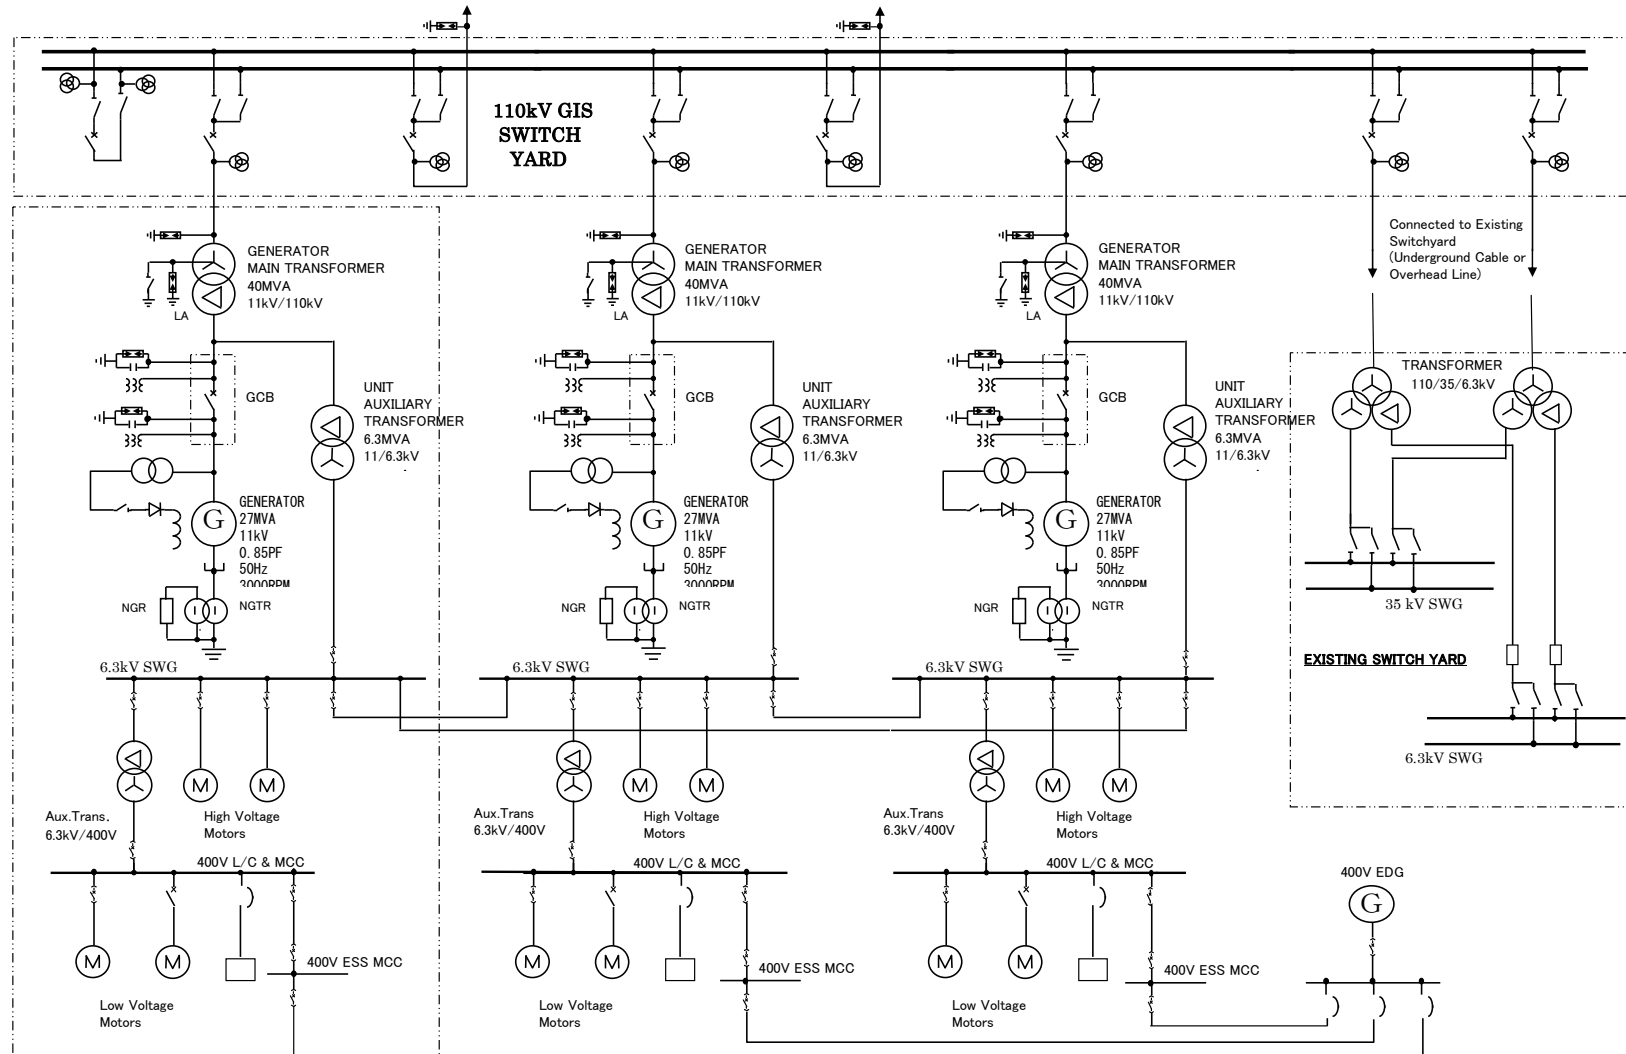 110kV GIS
SWITCH
YARD
GENERATOR
MAIN TRANSFORMER
40MVA
11kV/110kV
LA
GCB
UNIT
AUXILIARY
TRANSFORMER
6.3MVA
11/6.3kV
G
GENERATOR
27MVA
11kV
0.85PF
50Hz
3000RPM
NGR
NGTR
6.3kV SWG
M
M
Aux.Trans.
6.3kV/400V
High Voltage
Motors
400V L/C & MCC
M
M
400V ESS MCC
Low Voltage
Motors
GENERATOR
MAIN TRANSFORMER
40MVA
11kV/110kV
LA
GCB
UNIT
AUXILIARY
TRANSFORMER
6.3MVA
11/6.3kV
G
GENERATOR
27MVA
11kV
0.85PF
50Hz
3000RPM
NGR
NGTR
6.3kV SWG
M
M
Aux.Trans
6.3kV/400V
High Voltage
Motors
400V L/C & MCC
M
M
400V ESS MCC
Low Voltage
Motors
GENERATOR
MAIN TRANSFORMER
40MVA
11kV/110kV
LA
GCB
UNIT
AUXILIARY
TRANSFORMER
6.3MVA
11/6.3kV
G
GENERATOR
27MVA
11kV
0.85PF
50Hz
3000RPM
NGR
NGTR
6.3kV SWG
M
M
Aux.Trans
6.3kV/400V
High Voltage
Motors
400V L/C & MCC
M
M
400V ESS MCC
Low Voltage
Motors
Connected to Existing
Switchyard
(Underground Cable or
Overhead Line)
TRANSFORMER
110/35/6.3kV
35 kV SWG
EXISTING SWITCH YARD
6.3kV SWG
400V EDG
G